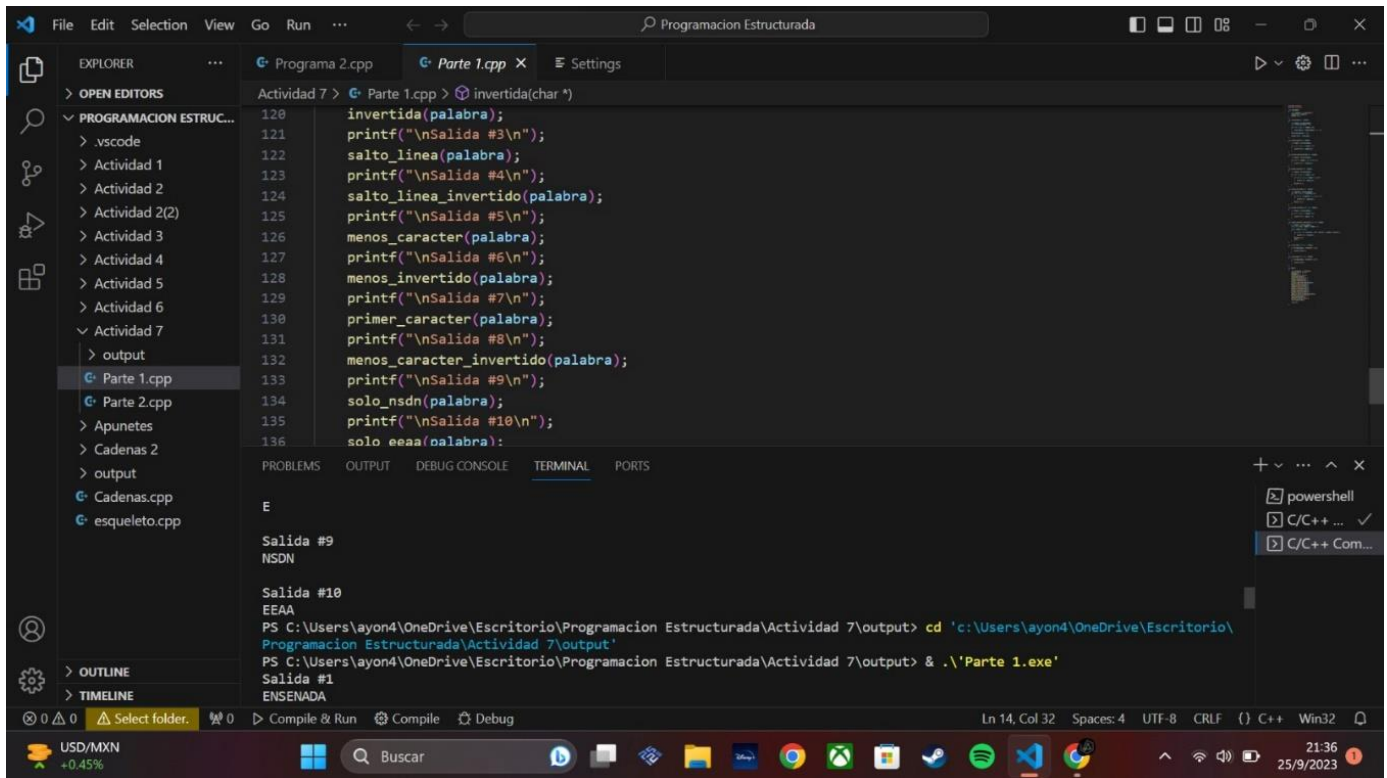 File Edit Selection View Go Run ··· ← → Programacion Estructurada
EXPLORER ···
Programa 2.cpp Parte 1.cpp × Settings
> OPEN EDITORS
Actividad 7 > Parte 1.cpp > invertida(char *)
PROGRAMACION ESTRUC...
> .vscode
> Actividad 1
> Actividad 2
> Actividad 2(2)
> Actividad 3
> Actividad 4
> Actividad 5
> Actividad 6
Actividad 7
> output
Parte 1.cpp
Parte 2.cpp
> Apunetes
> Cadenas 2
> output
Cadenas.cpp
esqueleto.cpp
> OUTLINE
> TIMELINE
120 invertida(palabra);
121 printf("\nSalida #3\n");
122 salto_linea(palabra);
123 printf("\nSalida #4\n");
124 salto_linea_invertido(palabra);
125 printf("\nSalida #5\n");
126 menos_caracter(palabra);
127 printf("\nSalida #6\n");
128 menos_invertido(palabra);
129 printf("\nSalida #7\n");
130 primer_caracter(palabra);
131 printf("\nSalida #8\n");
132 menos_caracter_invertido(palabra);
133 printf("\nSalida #9\n");
134 solo_nsdn(palabra);
135 printf("\nSalida #10\n");
136 solo_eeaa(palabra);
PROBLEMS OUTPUT DEBUG CONSOLE TERMINAL PORTS
E
Salida #9
NSDN
Salida #10
EEAA
PS C:\Users\ayon4\OneDrive\Escritorio\Programacion Estructurada\Actividad 7\output> cd 'c:\Users\ayon4\OneDrive\Escritorio\
Programacion Estructurada\Actividad 7\output'
PS C:\Users\ayon4\OneDrive\Escritorio\Programacion Estructurada\Actividad 7\output> & .\'Parte 1.exe'
Salida #1
ENSENADA
powershell
C/C++ ...
C/C++ Com...
0 0 Select folder. 0 Compile & Run Compile Debug Ln 14, Col 32 Spaces: 4 UTF-8 CRLF {} C++ Win32
USD/MXN
+0.45%
Buscar
21:36
25/9/2023
1